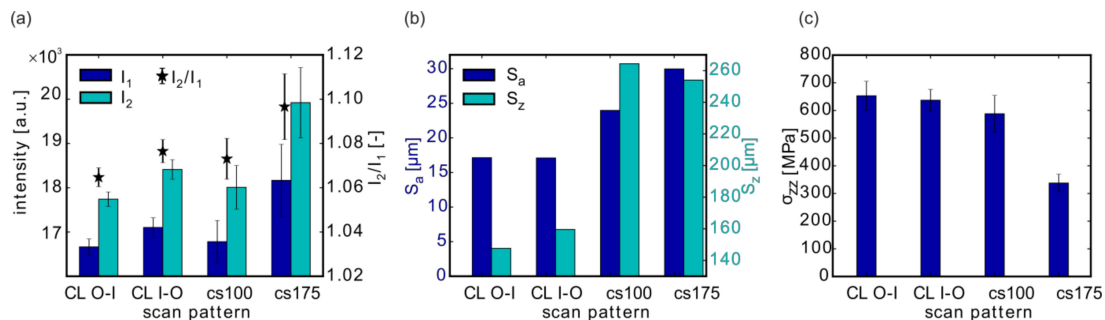 (a)
×10³
intensity [a.u.]
20
19
18
17
I₁
I₂
I₂/I₁
1.12
1.10
1.08
1.06
1.04
1.02
I₂/I₁ [-]
CL O-I CL I-O cs100 cs175
scan pattern
(b)
Sₐ [µm]
30
25
20
15
10
5
0
Sₐ
S_z
260
240
220
200
180
160
140
S_z [µm]
CL O-I CL I-O cs100 cs175
scan pattern
(c)
σ_zz [MPa]
800
700
600
500
400
300
200
100
0
CL O-I CL I-O cs100 cs175
scan pattern